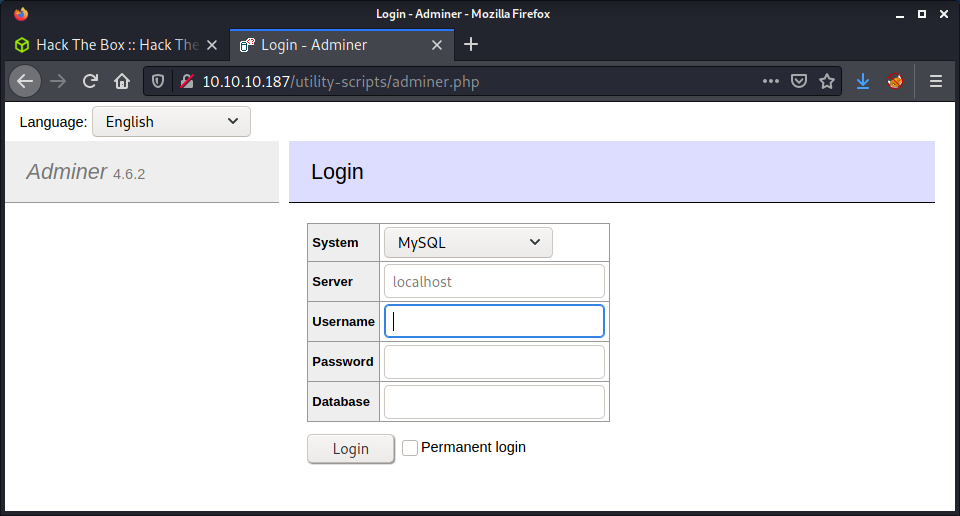 Login - Adminer - Mozilla Firefox
Hack The Box :: Hack The
Login - Adminer
10.10.10.187/utility-scripts/adminer.php
Language: English
Adminer 4.6.2
Login
System MySQL
Server localhost
Username
Password
Database
Login Permanent login